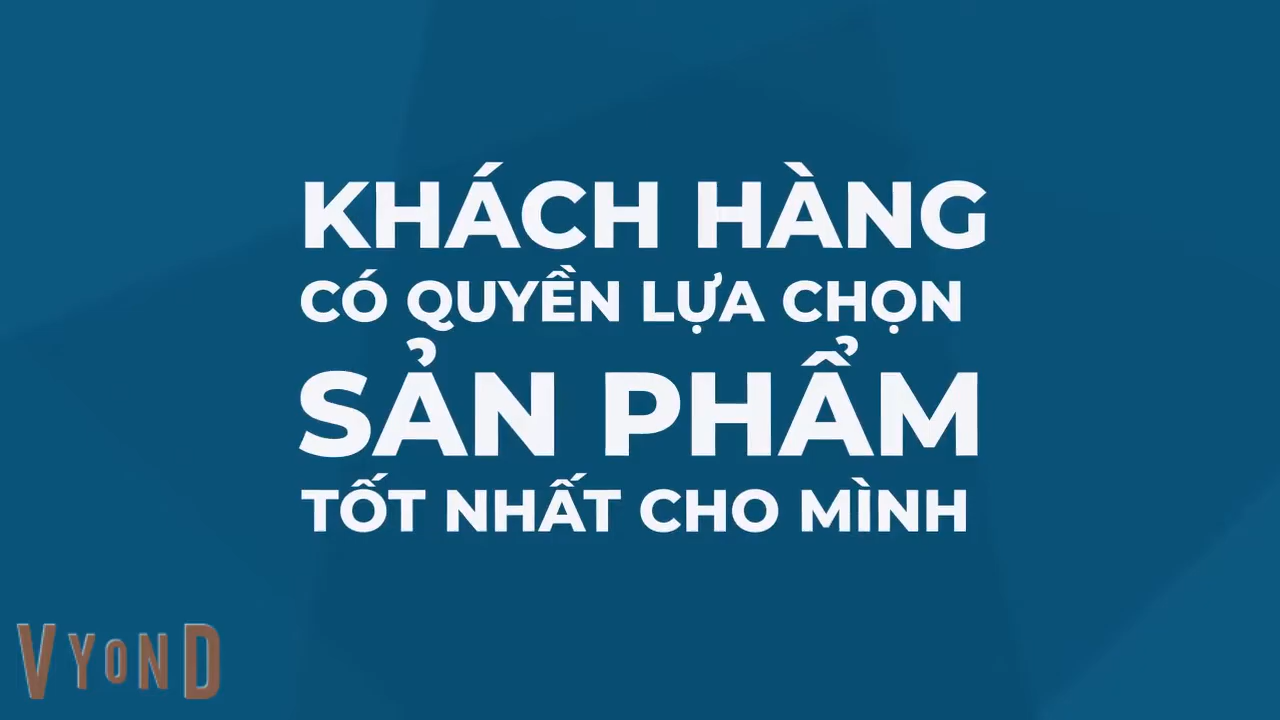 KHÁCH HÀNG
CÓ QUYỀN LỰA CHỌN
SẢN PHẨM
TỐT NHẤT CHO MÌNH
VYOND